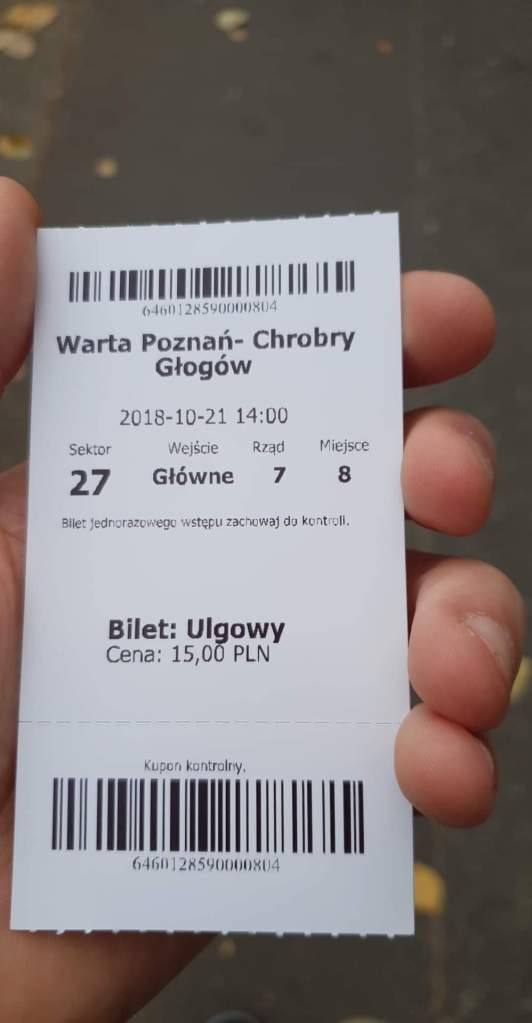 6460128590000804
Warta Poznań- Chrobry
Głogów
2018-10-21 14:00
Sektor Wejście Rząd Miejsce
27 Główne 7 8
Bilet jednorazowego wstępu zachowaj do kontroli.
Bilet: Ulgowy
Cena: 15,00 PLN
Kupon kontrolny.
6460128590000804